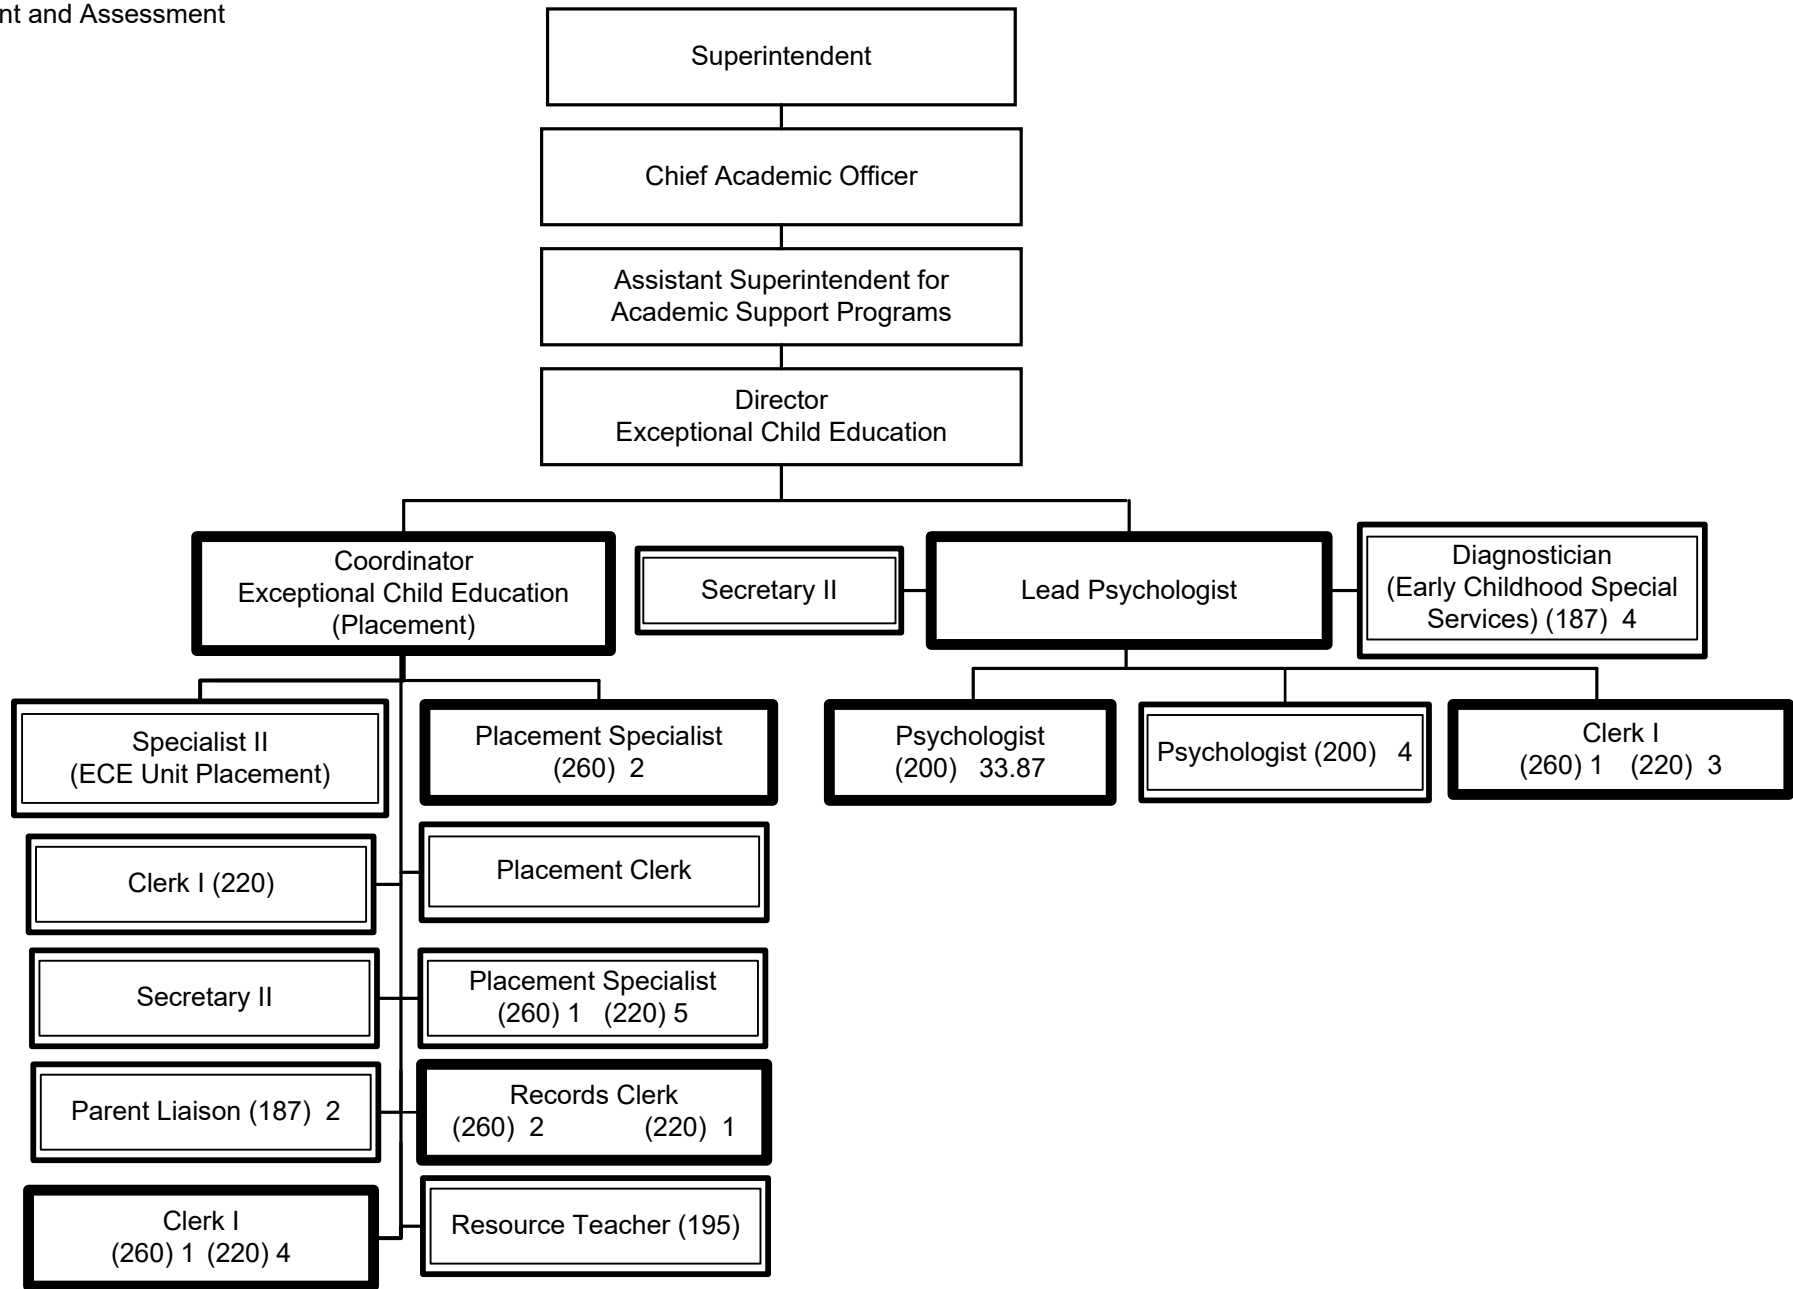 nt and Assessment
Superintendent
Chief Academic Officer
Assistant Superintendent for
Academic Support Programs
Director
Exceptional Child Education
Coordinator
Exceptional Child Education
(Placement)
Secretary II
Lead Psychologist
Diagnostician
(Early Childhood Special
Services) (187) 4
Specialist II
(ECE Unit Placement)
Placement Specialist
(260) 2
Psychologist
(200) 33.87
Psychologist (200) 4
Clerk I
(260) 1 (220) 3
Clerk I (220)
Placement Clerk
Secretary II
Placement Specialist
(260) 1 (220) 5
Parent Liaison (187) 2
Records Clerk
(260) 2 (220) 1
Clerk I
(260) 1 (220) 4
Resource Teacher (195)